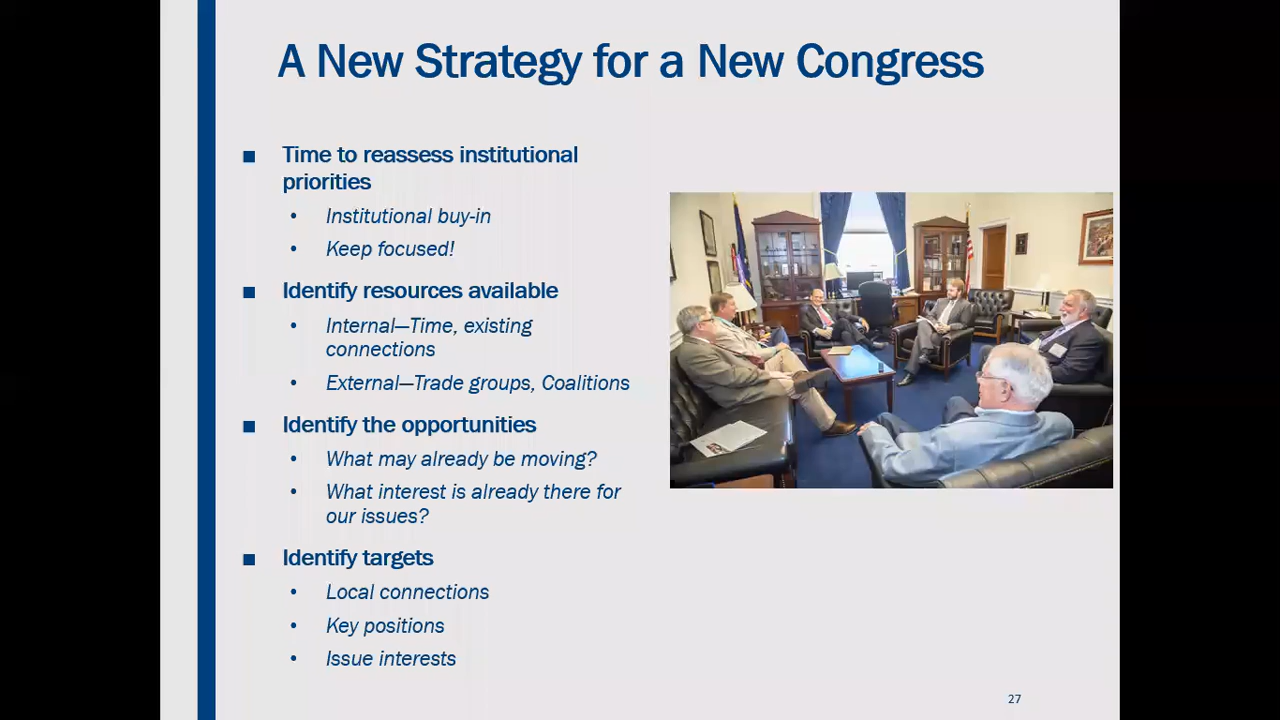 A New Strategy for a New Congress
■ Time to reassess institutional
priorities
• Institutional buy-in
• Keep focused!
■ Identify resources available
• Internal—Time, existing
connections
• External—Trade groups, Coalitions
■ Identify the opportunities
• What may already be moving?
• What interest is already there for
our issues?
■ Identify targets
• Local connections
• Key positions
• Issue interests
27